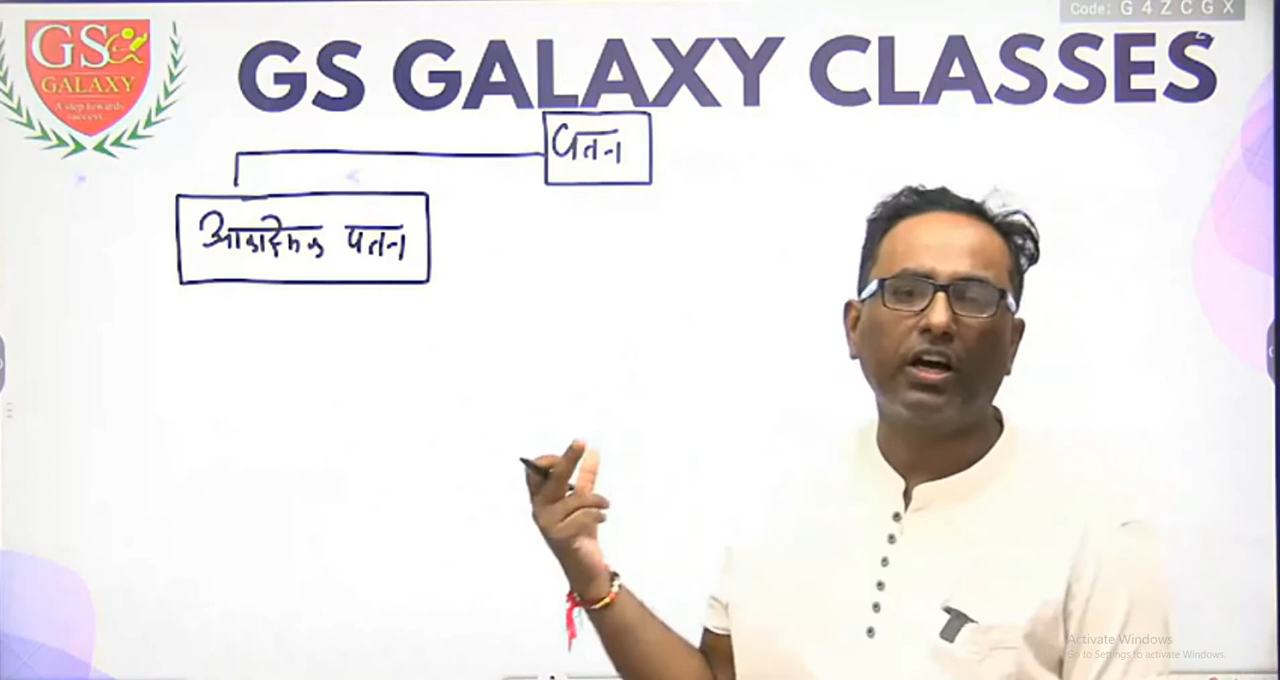 Code: G4ZCGX
GS
GALAXY
A step towards
success...
GS GALAXY CLASSES
पतन
आकस्मिक पतन
Activate Windows
Go to Settings to activate Windows.